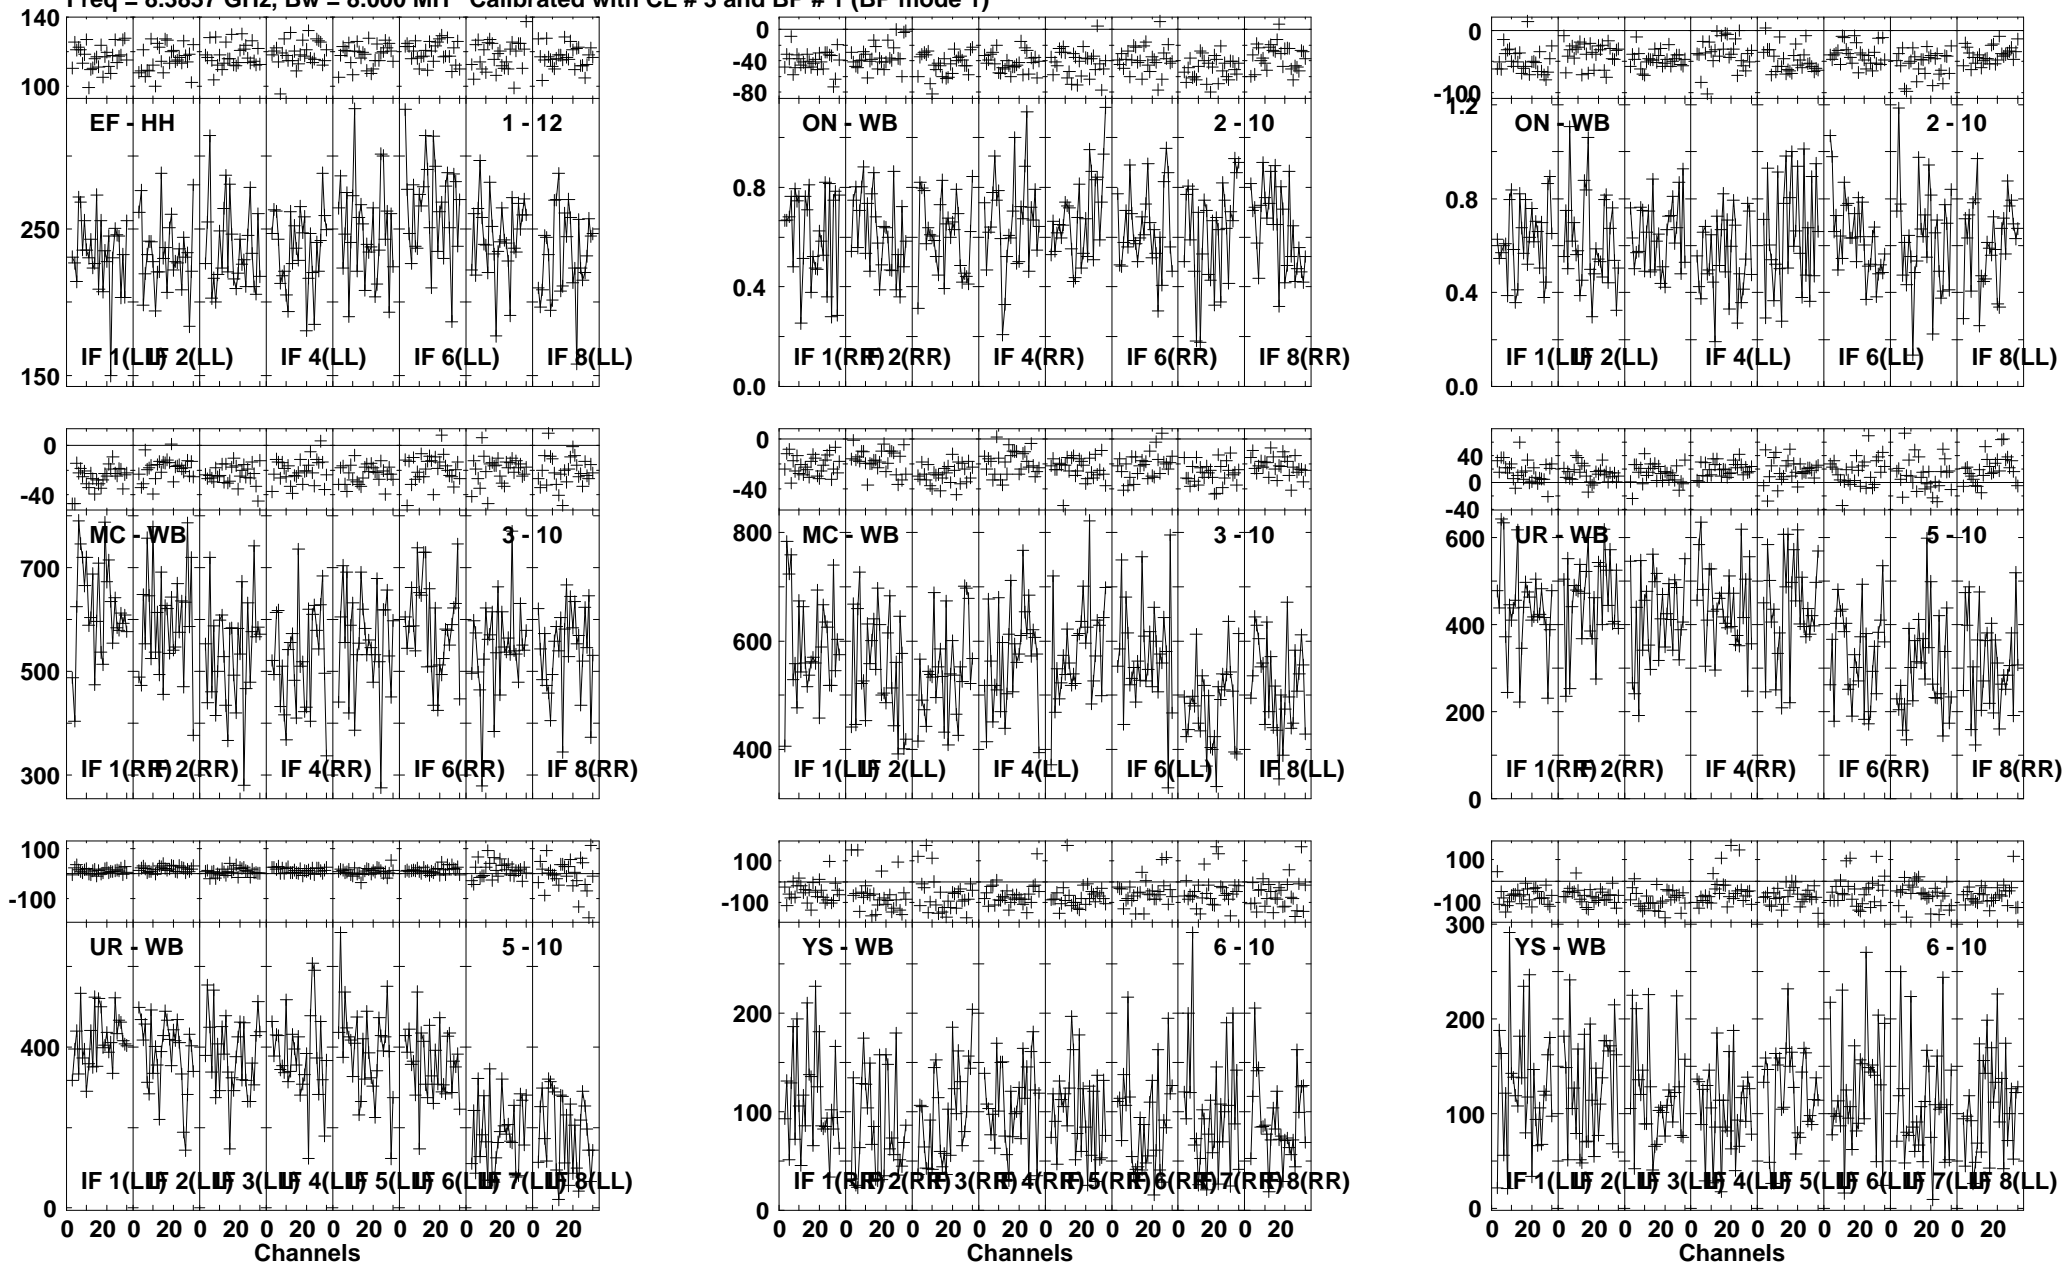 Freq = 8.3837 GHz, Bw = 8.000 MH Calibrated with CL # 3 and BP # 1 (BP mode 1)
140
100
EF - HH 1 - 12
250
150
IF 1(LL) IF 2(LL) IF 4(LL) IF 6(LL) IF 8(LL)
0
-40
-80
ON - WB 2 - 10
0.8
0.4
0.0
IF 1(RR) IF 2(RR) IF 4(RR) IF 6(RR) IF 8(RR)
0
-100
1.2
ON - WB 2 - 10
0.8
0.4
0.0
IF 1(LL) IF 2(LL) IF 4(LL) IF 6(LL) IF 8(LL)
0
-40
MC - WB 3 - 10
700
500
300
IF 1(RR) IF 2(RR) IF 4(RR) IF 6(RR) IF 8(RR)
0
-40
800
MC - WB 3 - 10
600
400
IF 1(LL) IF 2(LL) IF 4(LL) IF 6(LL) IF 8(LL)
40
0
-40
600
UR - WB 5 - 10
400
200
0
IF 1(RR) IF 2(RR) IF 4(RR) IF 6(RR) IF 8(RR)
100
-100
UR - WB 5 - 10
400
0
IF 1(LL) IF 2(LL) IF 3(LL) IF 4(LL) IF 5(LL) IF 6(LL) IF 7(LL) IF 8(LL)
0 20 0 20 0 20 0 20 0 20 0 20 0 20 0 20
Channels
100
-100
YS - WB 6 - 10
200
100
0
IF 1(RR) IF 2(RR) IF 3(RR) IF 4(RR) IF 5(RR) IF 6(RR) IF 7(RR) IF 8(RR)
0 20 0 20 0 20 0 20 0 20 0 20 0 20 0 20
Channels
100
-100
300
YS - WB 6 - 10
200
100
0
IF 1(LL) IF 2(LL) IF 3(LL) IF 4(LL) IF 5(LL) IF 6(LL) IF 7(LL) IF 8(LL)
0 20 0 20 0 20 0 20 0 20 0 20 0 20 0 20
Channels